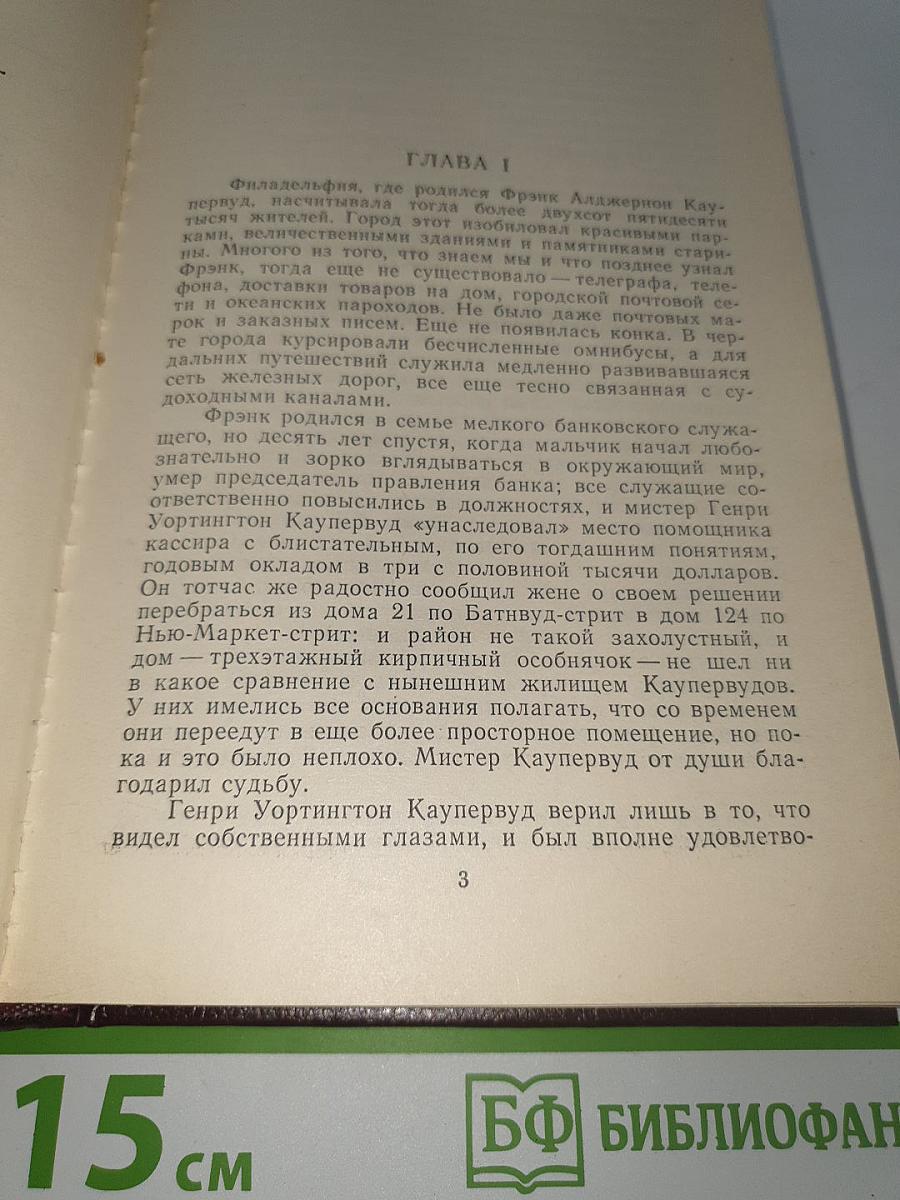 ГЛАВА I
Филадельфия, где родился Фрэнк Алджернон Кау-
первуд, насчитывала тогда более двухсот пятидесяти
тысяч жителей. Город этот изобиловал красивыми пар-
ками, величественными зданиями и памятниками стари-
ны. Многого из того, что знаем мы и что позднее узнал
Фрэнк, тогда еще не существовало — телеграфа, теле-
фона, доставки товаров на дом, городской почтовой се-
ти и океанских пароходов. Не было даже почтовых ма-
рок и заказных писем. Еще не появилась конка. В чер-
те города курсировали бесчисленные омнибусы, а для
дальних путешествий служила медленно развивавшаяся
сеть железных дорог, все еще тесно связанная с су-
доходными каналами.
Фрэнк родился в семье мелкого банковского служа-
щего, но десять лет спустя, когда мальчик начал любо-
знательно и зорко вглядываться в окружающий мир,
умер председатель правления банка; все служащие со-
ответственно повысились в должностях, и мистер Генри
Уортингтон Каупервуд «унаследовал» место помощника
кассира с блистательным, по его тогдашним понятиям,
годовым окладом в три с половиной тысячи долларов.
Он тотчас же радостно сообщил жене о своем решении
перебраться из дома 21 по Батнвуд-стрит в дом 124 по
Нью-Маркет-стрит: и район не такой захолустный, и
дом — трехэтажный кирпичный особнячок — не шел ни
в какое сравнение с нынешним жилищем Каупервудов.
У них имелись все основания полагать, что со временем
они переедут в еще более просторное помещение, но по-
ка и это было неплохо. Мистер Каупервуд от души бла-
годарил судьбу.
Генри Уортингтон Каупервуд верил лишь в то, что
видел собственными глазами, и был вполне удовлетво-
3
15 см
БФ БИБЛИОФАН